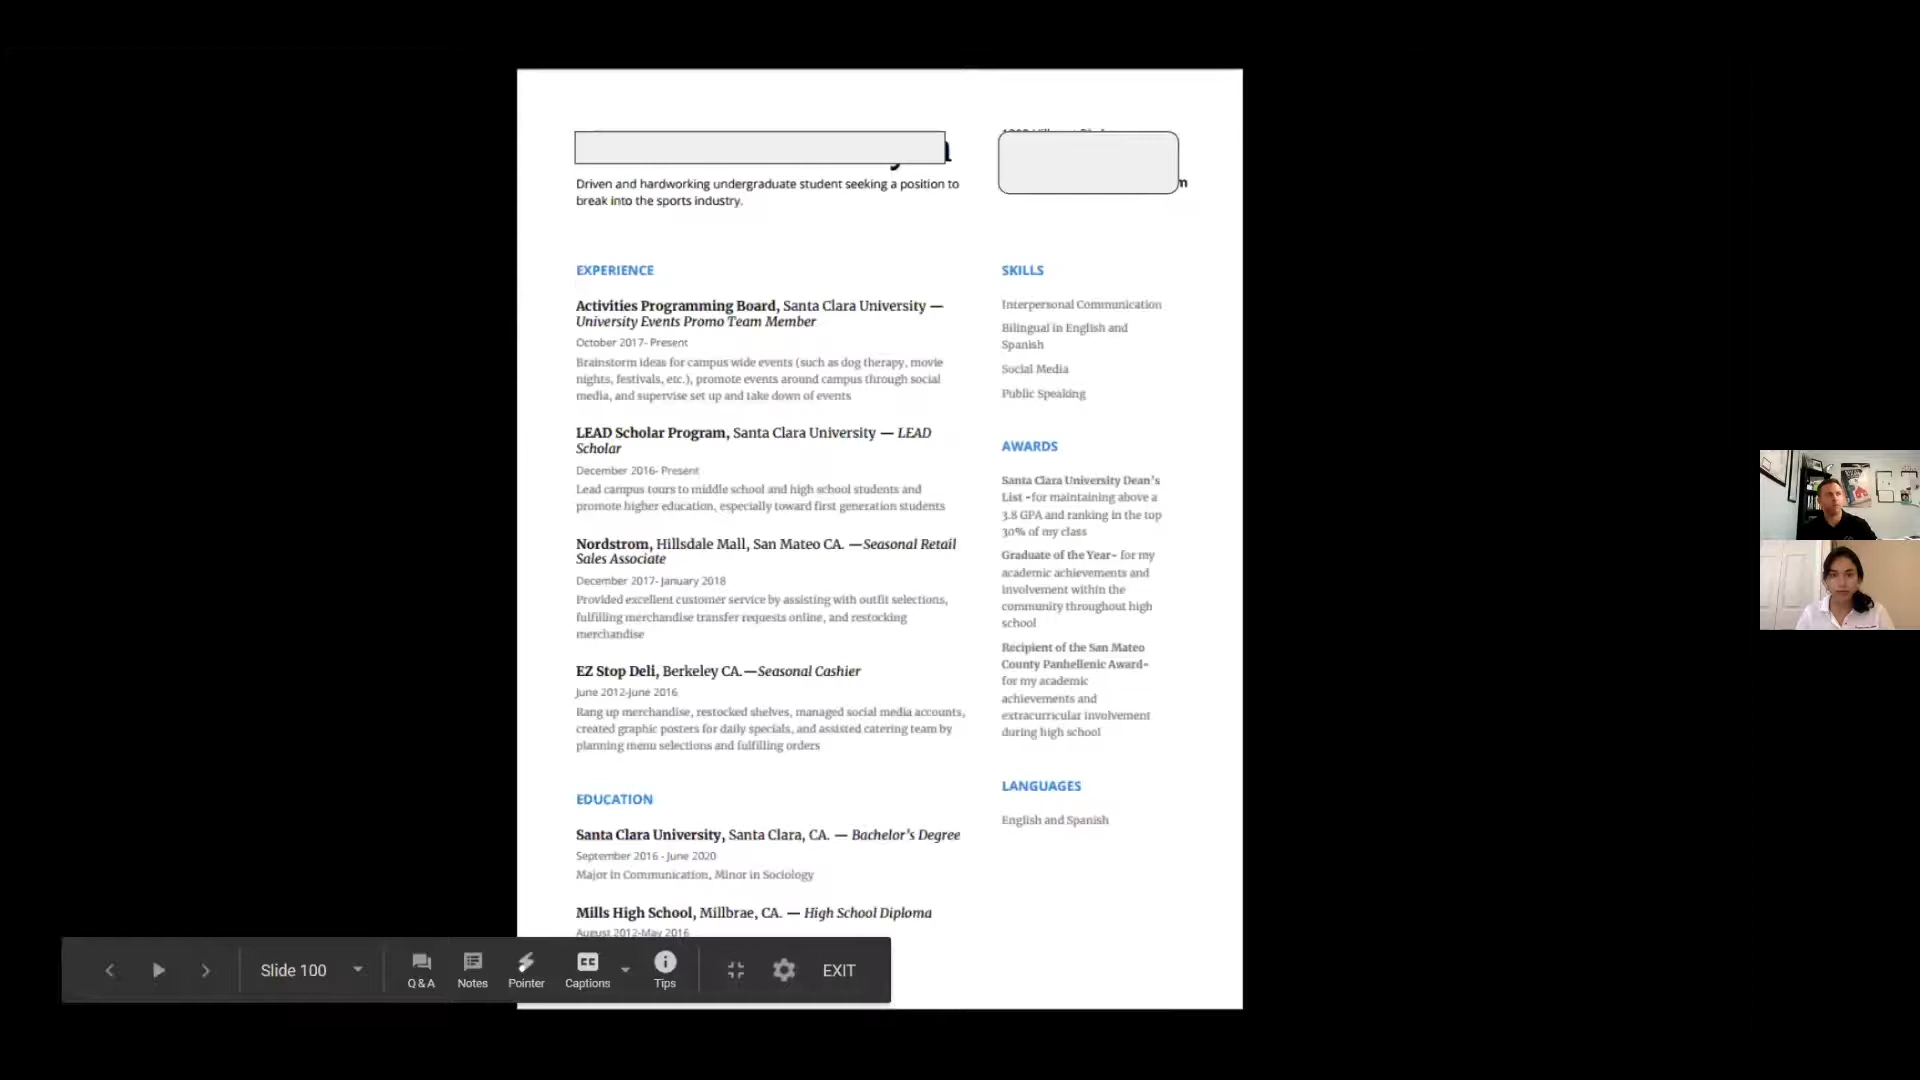 Driven and hardworking undergraduate student seeking a position to
break into the sports industry.
EXPERIENCE
Activities Programming Board, Santa Clara University —
University Events Promo Team Member
October 2017- Present
Brainstorm ideas for campus wide events (such as dog therapy, movie
nights, festivals, etc.), promote events around campus through social
media, and supervise set up and take down of events
LEAD Scholar Program, Santa Clara University — LEAD
Scholar
December 2016- Present
Lead campus tours to middle school and high school students and
promote higher education, especially toward first generation students
Nordstrom, Hillsdale Mall, San Mateo CA. —Seasonal Retail
Sales Associate
December 2017- January 2018
Provided excellent customer service by assisting with outfit selections,
fulfilling merchandise transfer requests online, and restocking
merchandise
EZ Stop Deli, Berkeley CA.—Seasonal Cashier
June 2012-June 2016
Rang up merchandise, restocked shelves, managed social media accounts,
created graphic posters for daily specials, and assisted catering team by
planning menu selections and fulfilling orders
EDUCATION
Santa Clara University, Santa Clara, CA. — Bachelor's Degree
September 2016 - June 2020
Major in Communication, Minor in Sociology
Mills High School, Millbrae, CA. — High School Diploma
August 2012-May 2016
SKILLS
Interpersonal Communication
Bilingual in English and
Spanish
Social Media
Public Speaking
AWARDS
Santa Clara University Dean's
List -for maintaining above a
3.8 GPA and ranking in the top
30% of my class
Graduate of the Year- for my
academic achievements and
involvement within the
community throughout high
school
Recipient of the San Mateo
County Panhellenic Award-
for my academic
achievements and
extracurricular involvement
during high school
LANGUAGES
English and Spanish
Slide 100
Q & A
Notes
Pointer
CC
Captions
Tips
EXIT